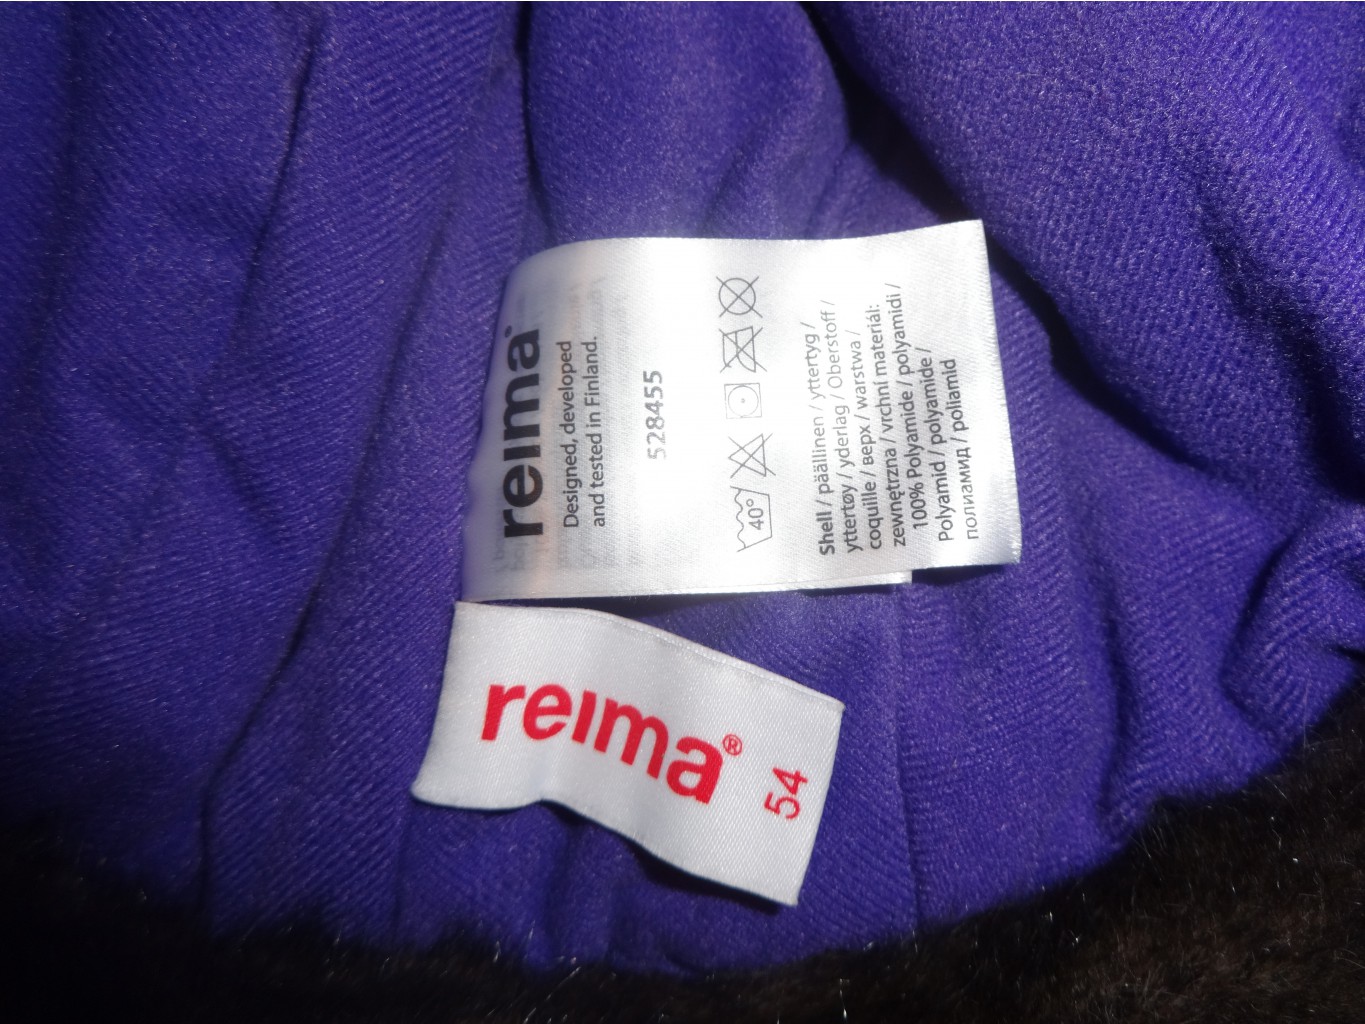 reima
Designed, developed
and tested in Finland.
528455
40°
Shell / päällinen / yttertyg /
yttertøy / yderlag / Oberstoff /
coquille / верх / warstwa /
zewnętrzna / vrchní materiál:
100% Polyamide / polyamidi /
Polyamid / polyamide /
полиамид / poliamid
reima®
54